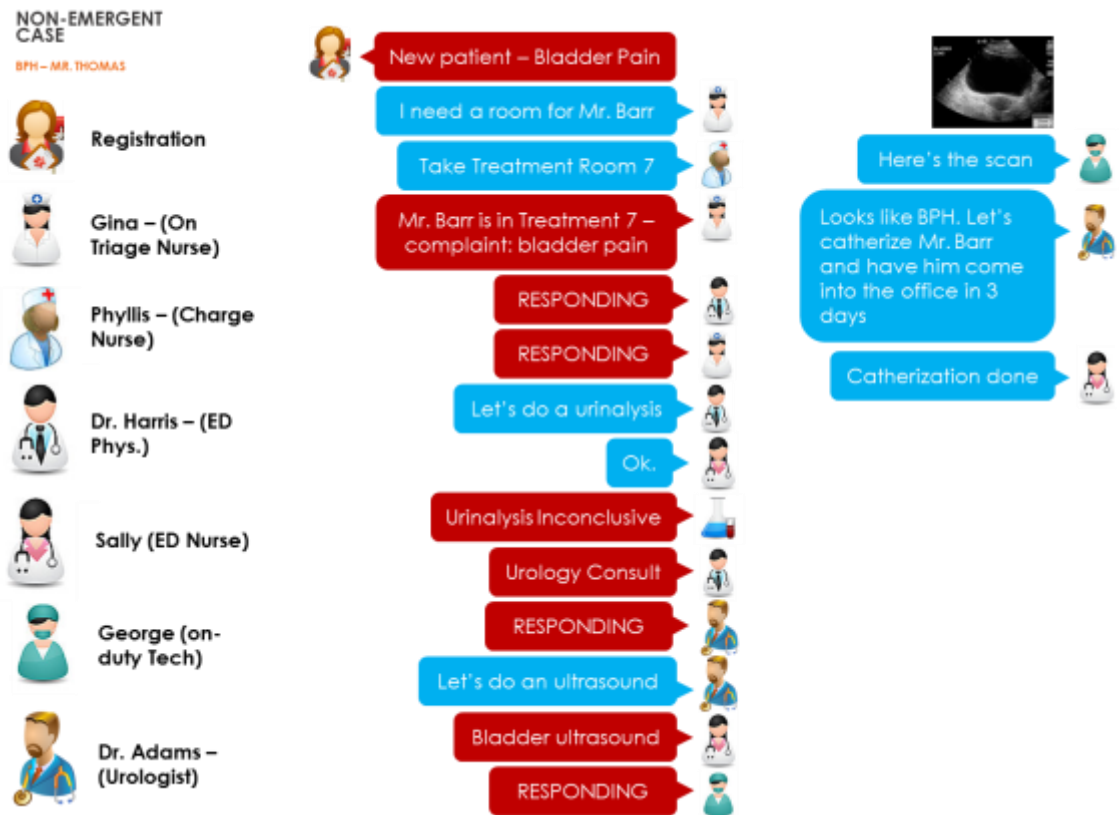 NON-EMERGENT
CASE
BPH – MR. THOMAS
Registration
Gina – (On
Triage Nurse)
Phyllis – (Charge
Nurse)
Dr. Harris – (ED
Phys.)
Sally (ED Nurse)
George (on-
duty Tech)
Dr. Adams –
(Urologist)
New patient – Bladder Pain
I need a room for Mr. Barr
Take Treatment Room 7
Mr. Barr is in Treatment 7 –
complaint: bladder pain
RESPONDING
RESPONDING
Let's do a urinalysis
Ok.
Urinalysis Inconclusive
Urology Consult
RESPONDING
Let's do an ultrasound
Bladder ultrasound
RESPONDING
Here's the scan
Looks like BPH. Let's
catherize Mr. Barr
and have him come
into the office in 3
days
Catherization done